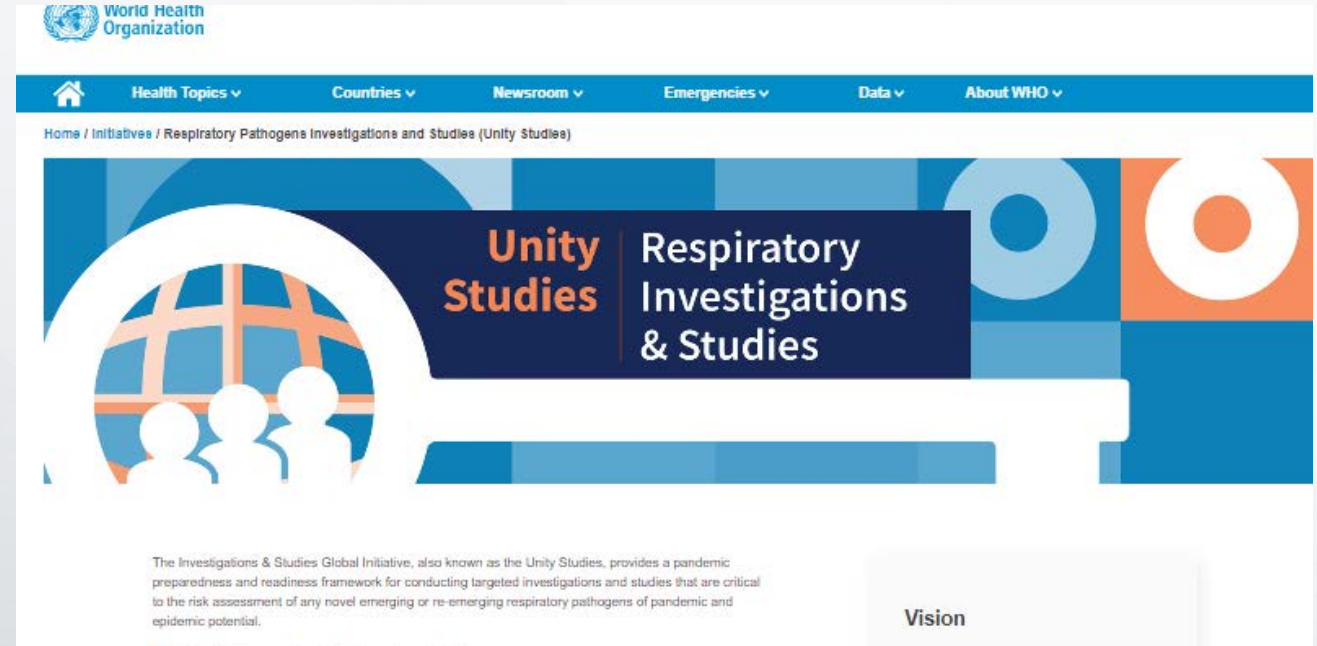 World Health
Organization
Health Topics Countries Newsroom Emergencies Data About WHO
Home / Initiatives / Respiratory Pathogens Investigations and Studies (Unity Studies)
Unity
Studies
Respiratory
Investigations
& Studies
The Investigations & Studies Global Initiative, also known as the Unity Studies, provides a pandemic
preparedness and readiness framework for conducting targeted investigations and studies that are critical
to the risk assessment of any novel emerging or re-emerging respiratory pathogens of pandemic and
epidemic potential.
Vision